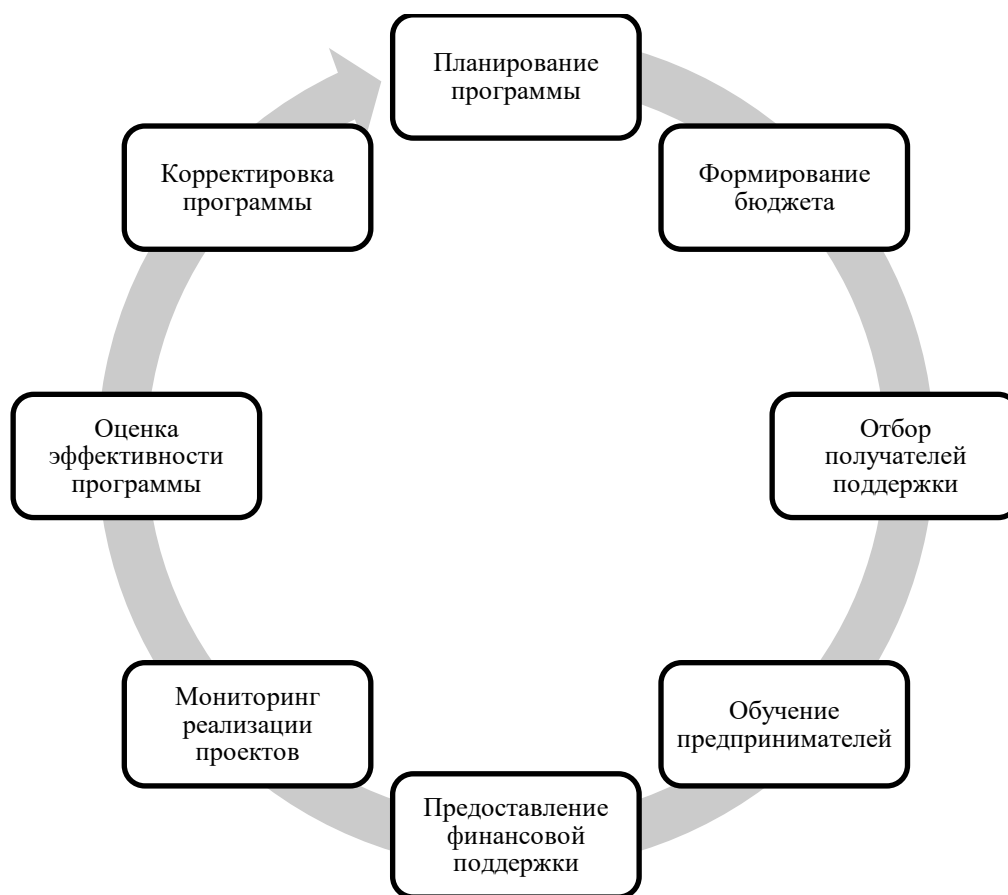 Планирование
программы
Формирование
бюджета
Отбор
получателей
поддержки
Обучение
предпринимателей
Предоставление
финансовой
поддержки
Мониторинг
реализации
проектов
Оценка
эффективности
программы
Корректировка
программы